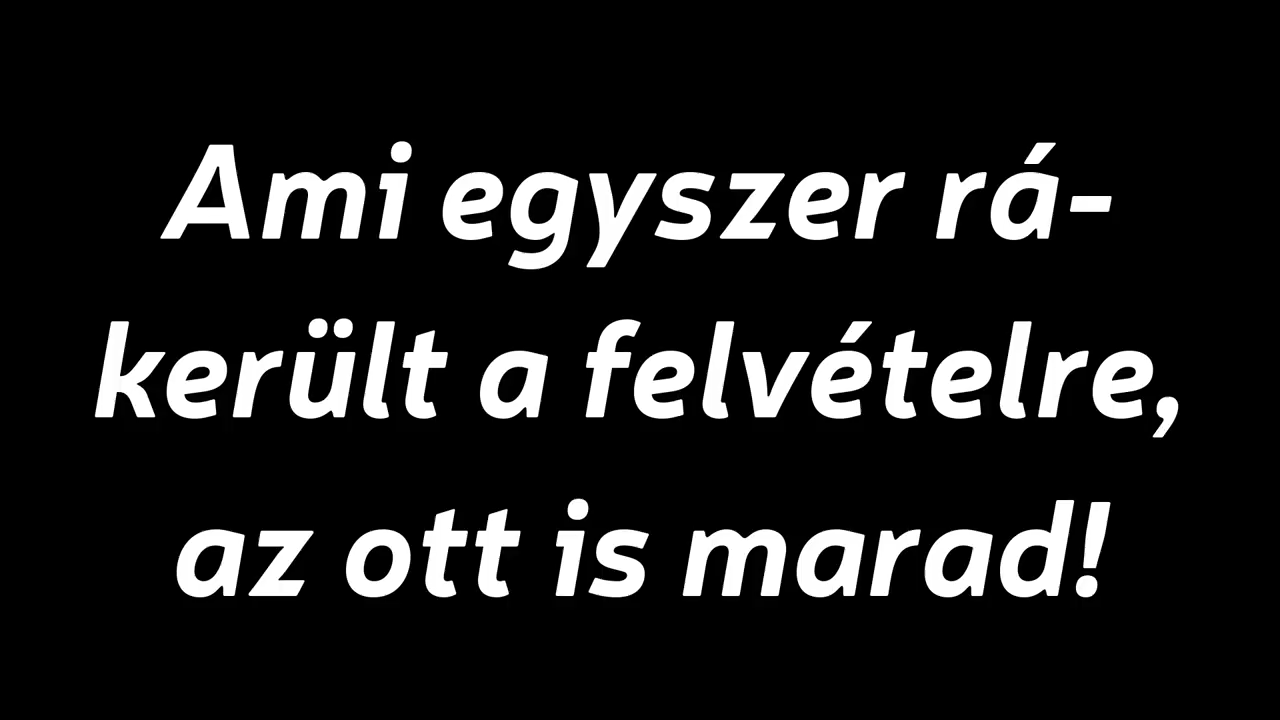 Ami egyszer rá-
került a felvételre,
az ott is marad!